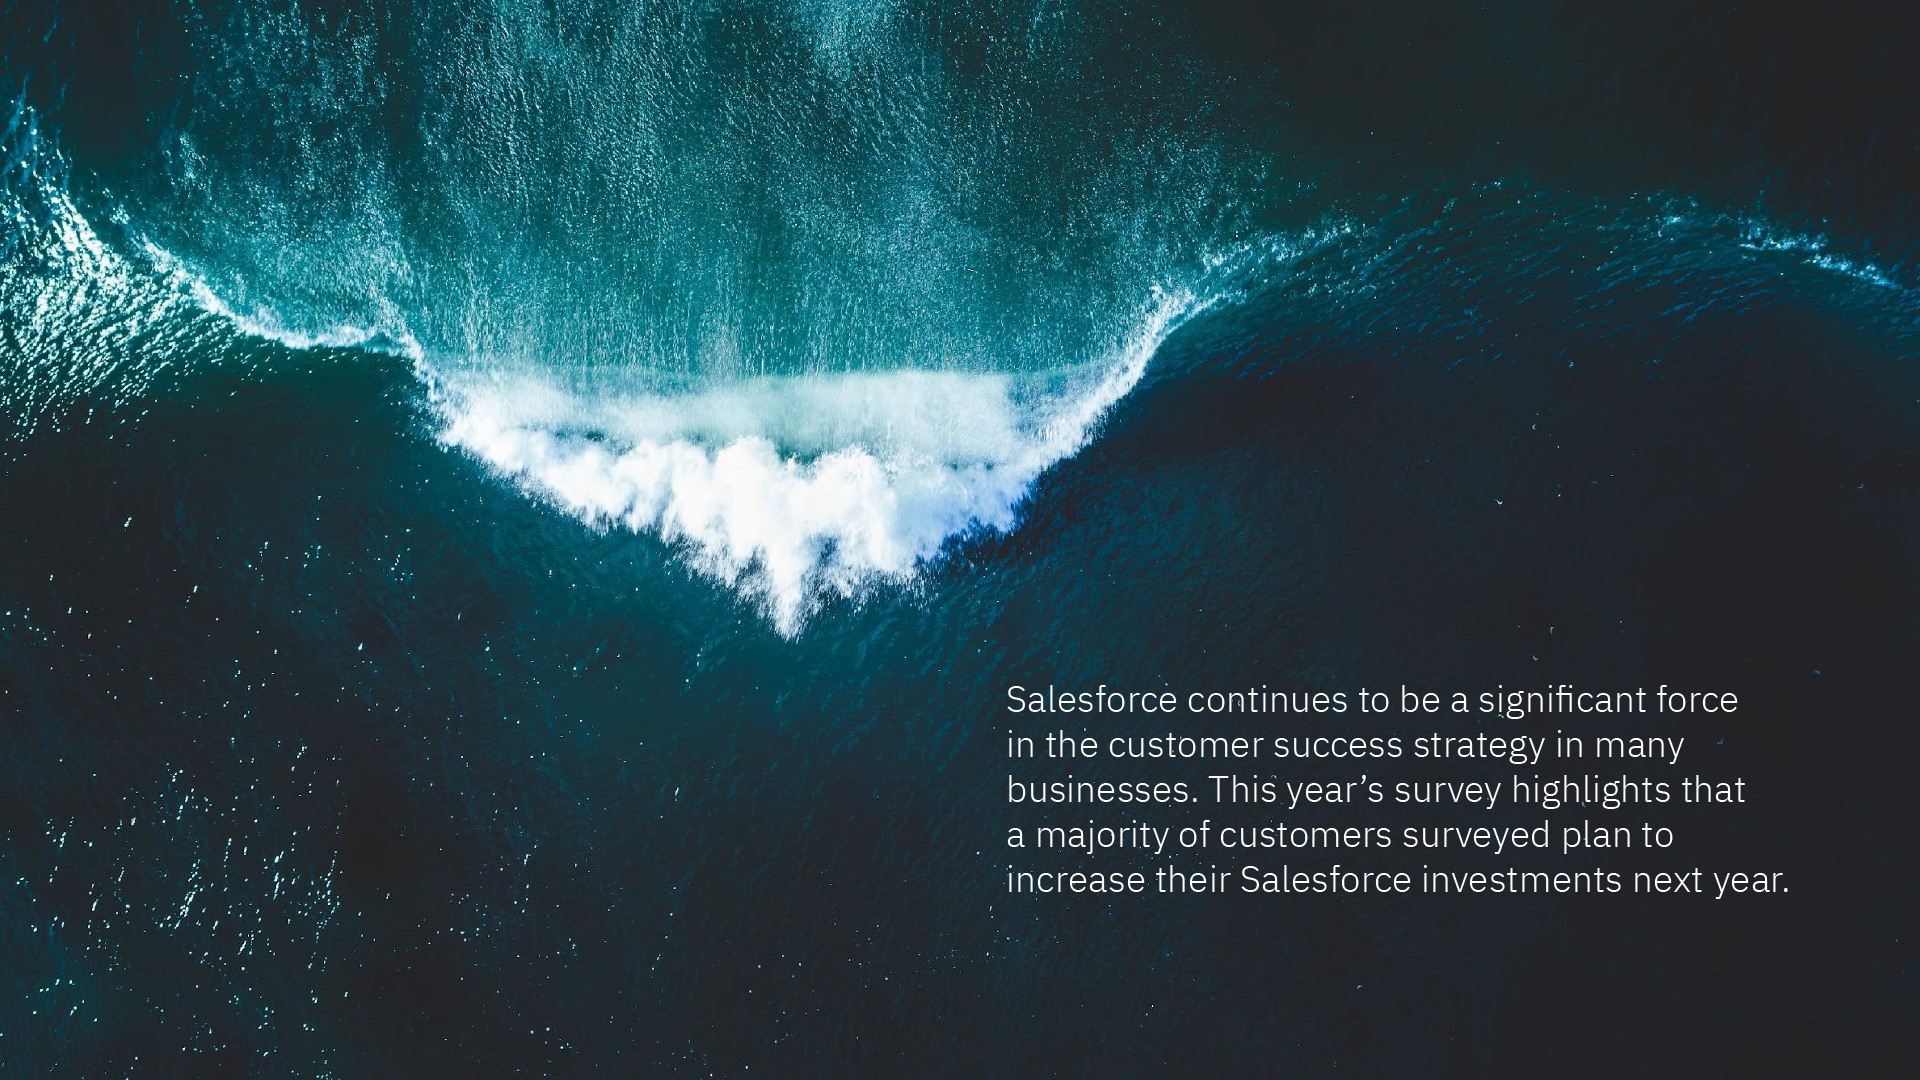 Salesforce continues to be a significant force
in the customer success strategy in many
businesses. This year’s survey highlights that
a majority of customers surveyed plan to
increase their Salesforce investments next year.